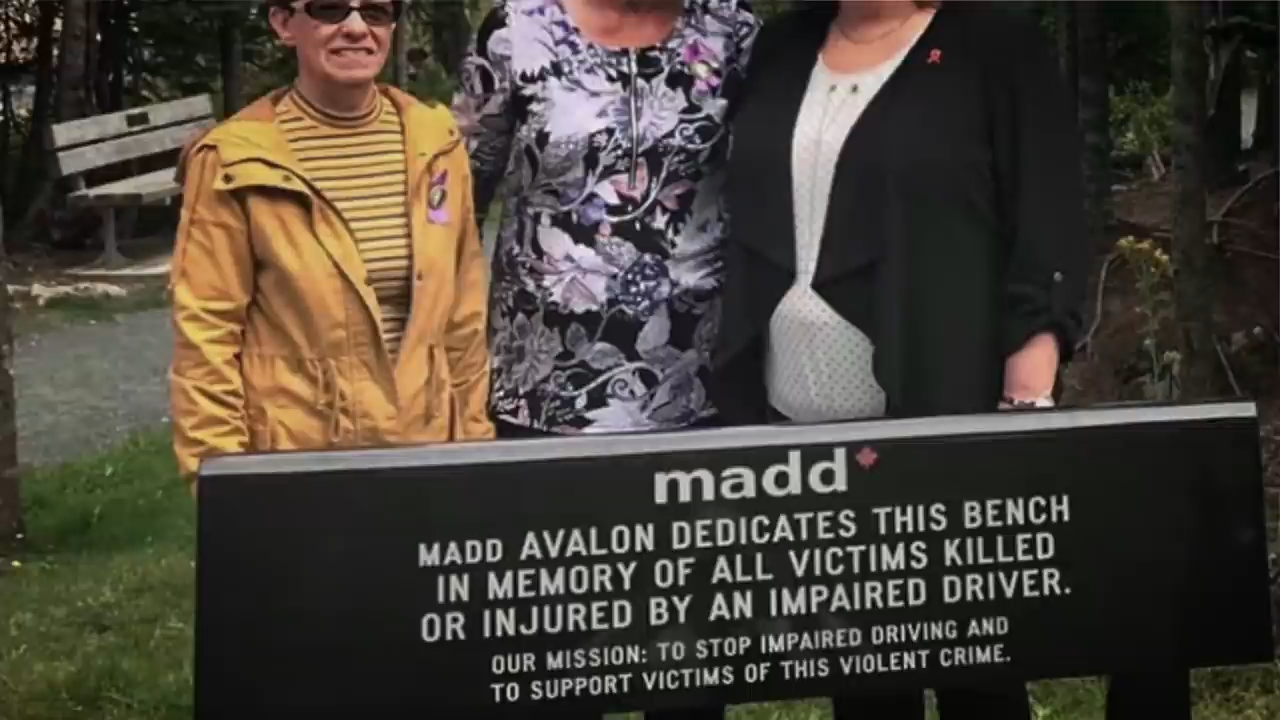 madd
MADD AVALON DEDICATES THIS BENCH
IN MEMORY OF ALL VICTIMS KILLED
OR INJURED BY AN IMPAIRED DRIVER.
OUR MISSION: TO STOP IMPAIRED DRIVING AND
TO SUPPORT VICTIMS OF THIS VIOLENT CRIME.